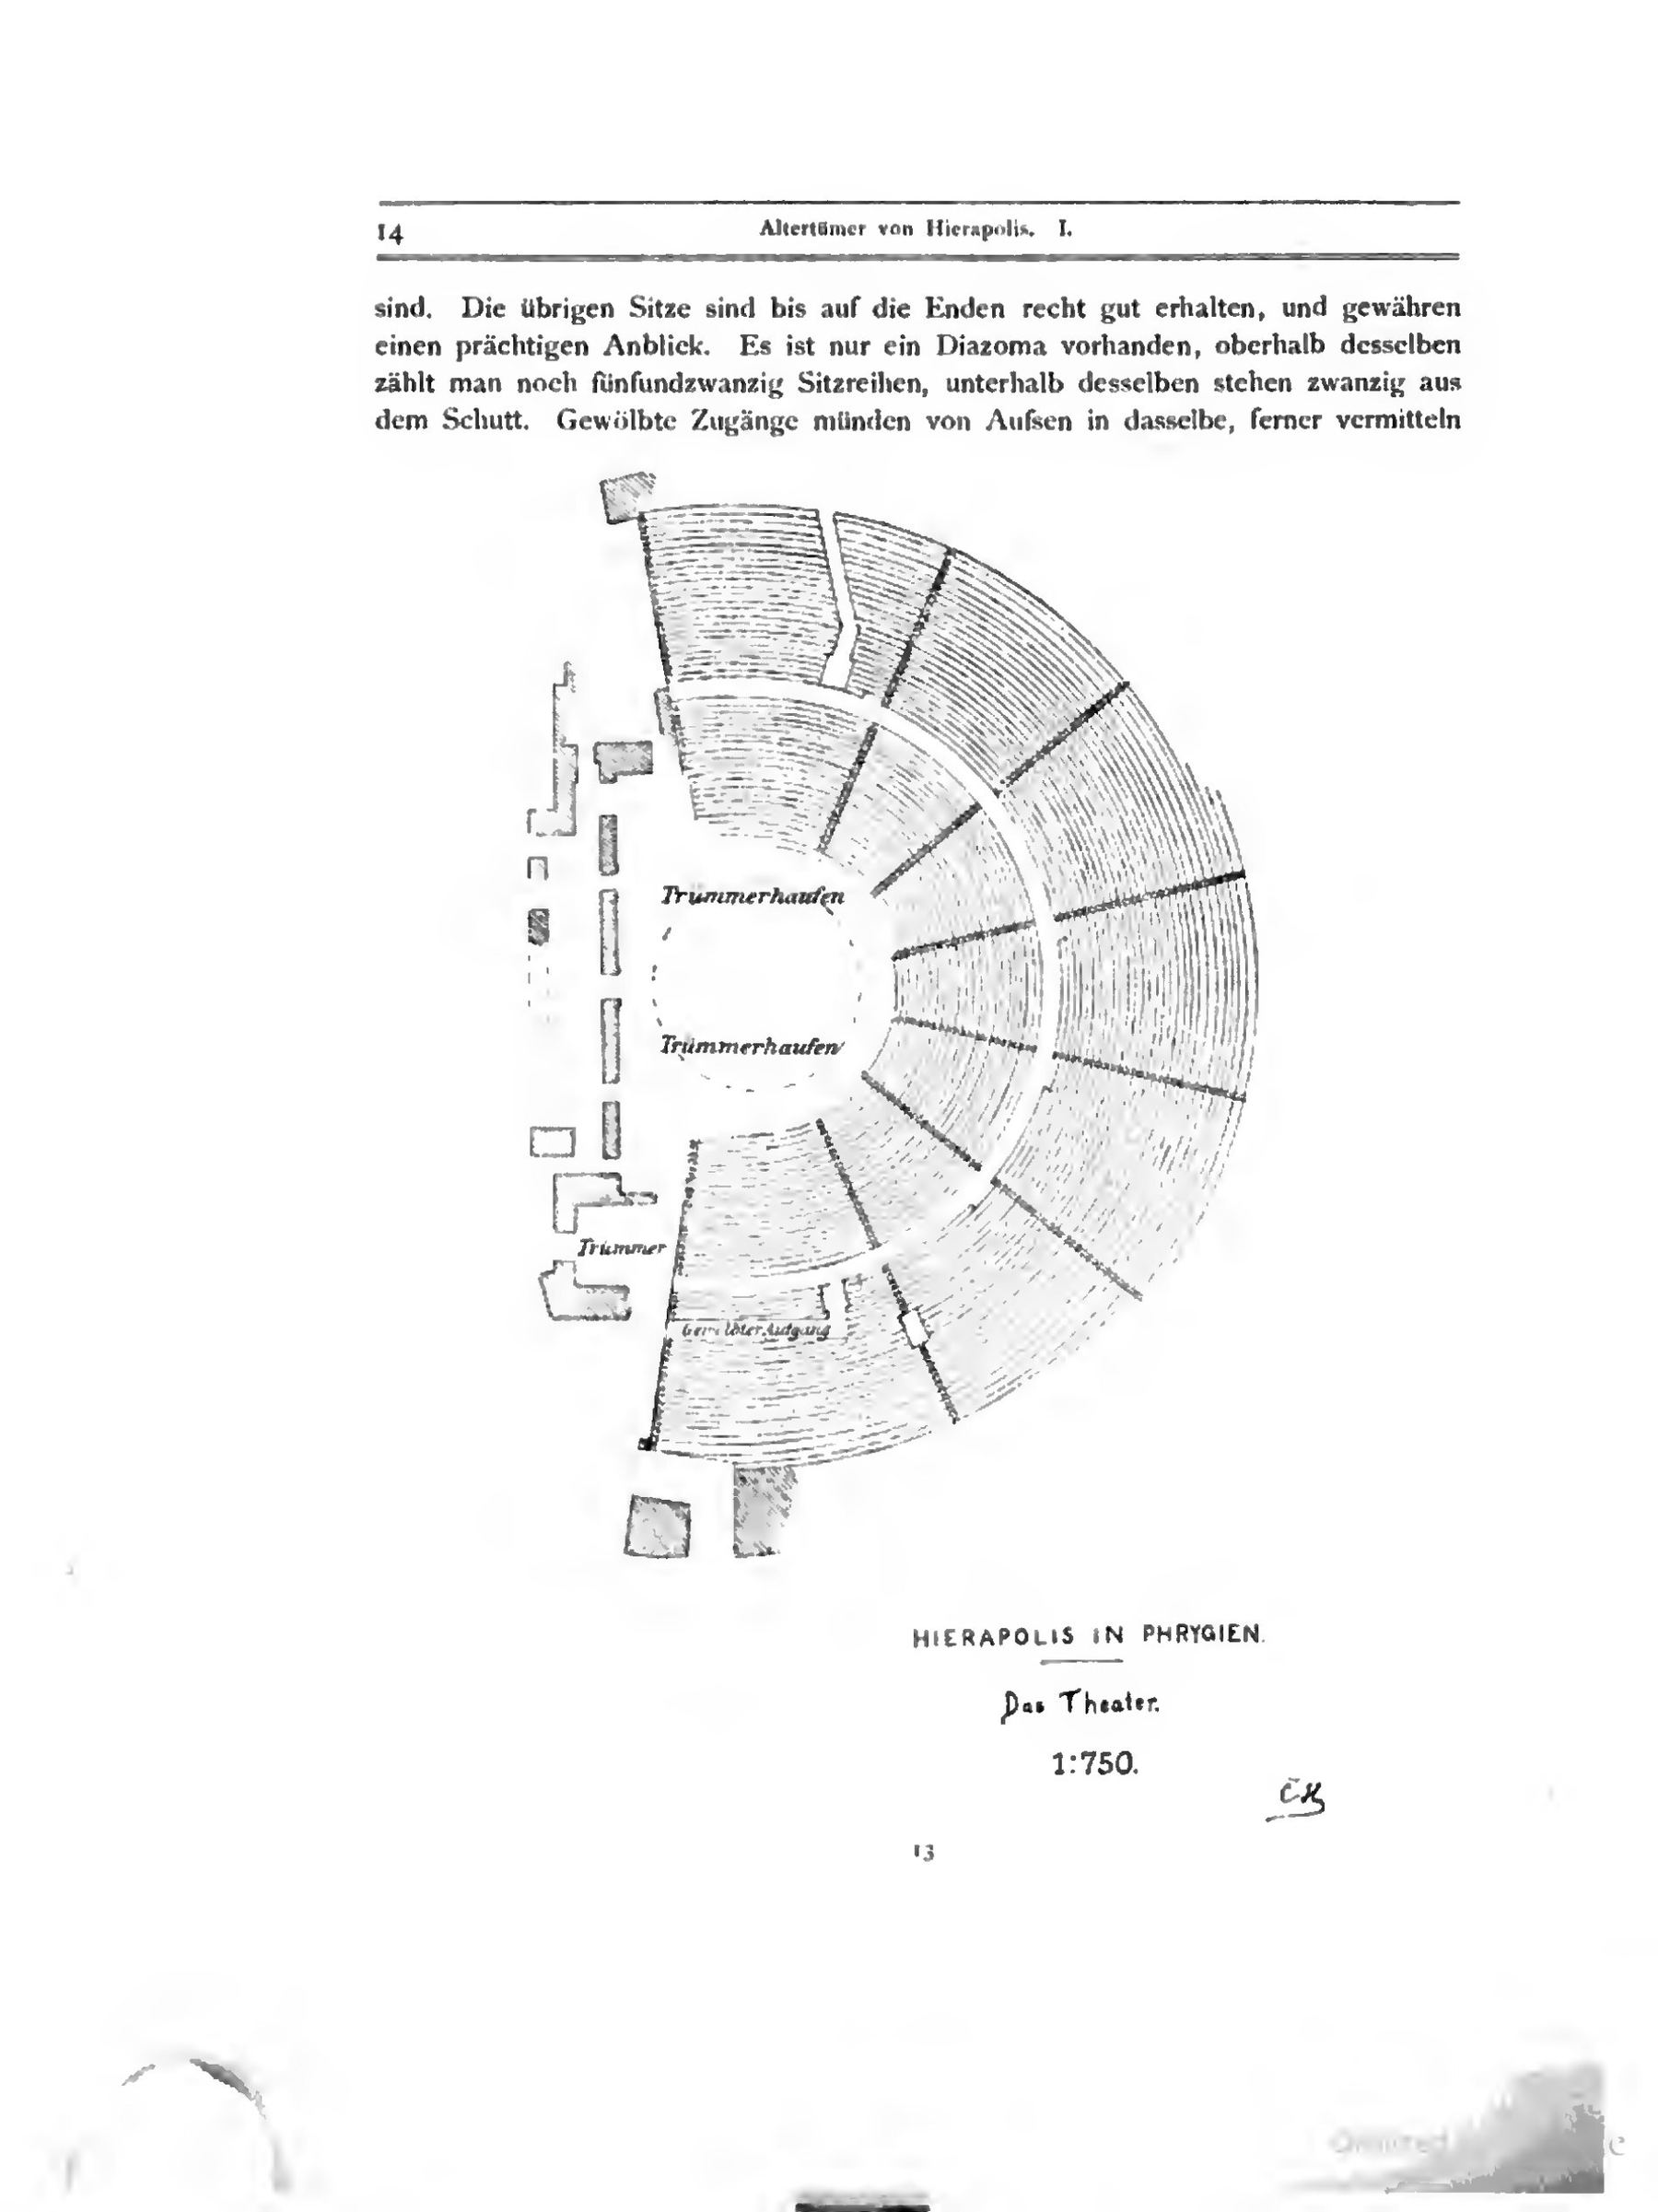 14
Altertümer von Hierapolis. I.
sind. Die übrigen Sitze sind bis auf die Enden recht gut erhalten, und gewähren
einen prächtigen Anblick. Es ist nur ein Diazoma vorhanden, oberhalb desselben
zählt man noch fünfundzwanzig Sitzreihen, unterhalb desselben stehen zwanzig aus
dem Schutt. Gewölbte Zugänge münden von Aufsen in dasselbe, ferner vermitteln
Trümmerhaufen
Trümmerhaufen
Trümmer
Gewölbter Aufgang
HIERAPOLIS IN PHRYGIEN.
Das Theater.
1:750.
13